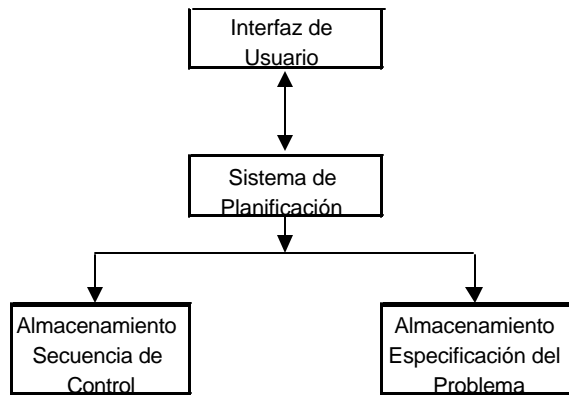 Interfaz de
Usuario
Sistema de
Planificación
Almacenamiento
Secuencia de
Control
Almacenamiento
Especificación del
Problema